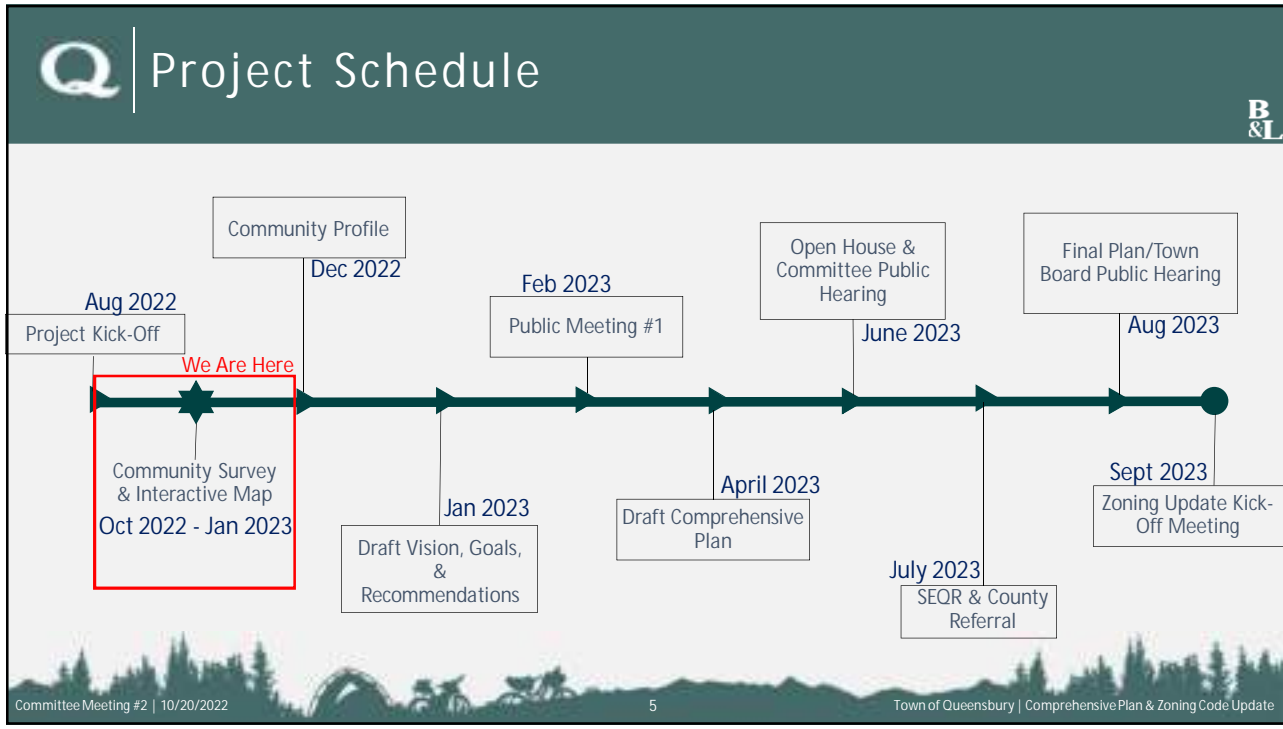 Q
Project Schedule
B
&L
Community Profile
Dec 2022
Aug 2022
Project Kick-Off
We Are Here
Community Survey
& Interactive Map
Oct 2022 - Jan 2023
Jan 2023
Draft Vision, Goals,
&
Recommendations
Feb 2023
Public Meeting #1
April 2023
Draft Comprehensive
Plan
Open House &
Committee Public
Hearing
June 2023
July 2023
SEQR & County
Referral
Final Plan/Town
Board Public Hearing
Aug 2023
Sept 2023
Zoning Update Kick-
Off Meeting
Committee Meeting #2 | 10/20/2022
5
Town of Queensbury | Comprehensive Plan & Zoning Code Update